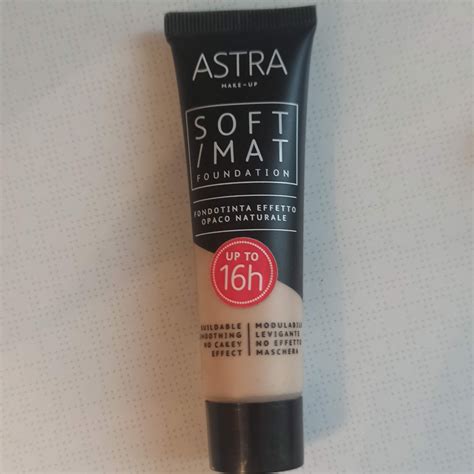 ASTRA
MAKE-UP
SOFT
/MAT
FOUNDATION
FONDOTINTA EFFETTO
OPACO NATURALE
UP TO
16h
BUILDABLE
SMOOTHING
NO CAKEY
EFFECT
MODULABILE
LEVIGANTE
NO EFFETTO
MASCHERA